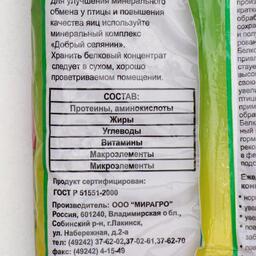 для улучшения минерального
обмена у птицы и повышения
качества яиц используйте
минеральный комплекс
«Добрый селянин».
Хранить белковый концентрат
следует в сухом, хорошо
проветриваемом помещении.
СОСТАВ:
Протеины, аминокислоты
Жиры
Углеводы
Витамины
Макроэлементы
Микроэлементы
Продукт сертифицирован:
ГОСТ Р 51551-2000
Производитель: ООО "МИРАГРО"
Россия, 601240, Владимирская обл.,
Собинский р-н, г.Лакинск,
ул. Набережная, д.2-а
тел: (49242) 37-62-02,37-02-61,37-62-70
факс: (49242) 4-15-49